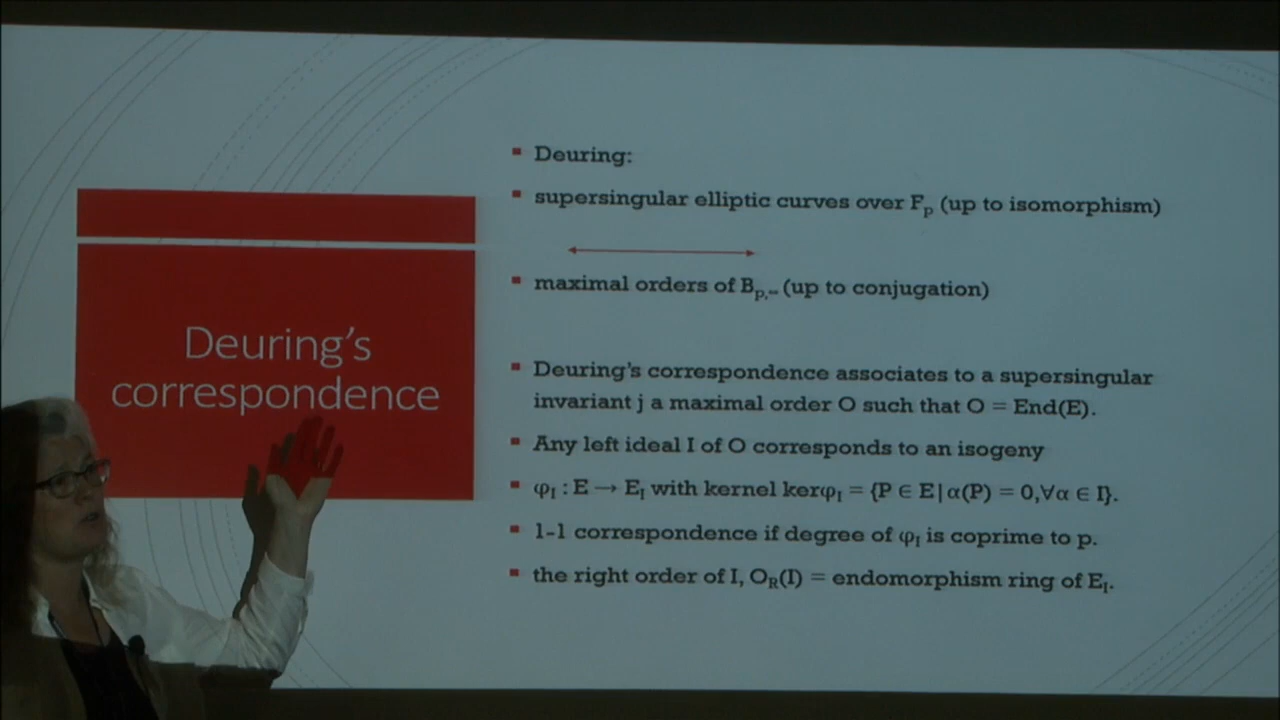 Deuring's
correspondence
Deuring:
supersingular elliptic curves over Fₚ (up to isomorphism)
maximal orders of Bₚ,∞ (up to conjugation)
Deuring's correspondence associates to a supersingular
invariant j a maximal order O such that O = End(E).
Any left ideal I of O corresponds to an isogeny
φ_I : E → E_I with kernel kerφ_I = {P ∈ E|α(P) = 0,∀α ∈ I}.
1-1 correspondence if degree of φ_I is coprime to p.
the right order of I, O_R(I) = endomorphism ring of E_I.